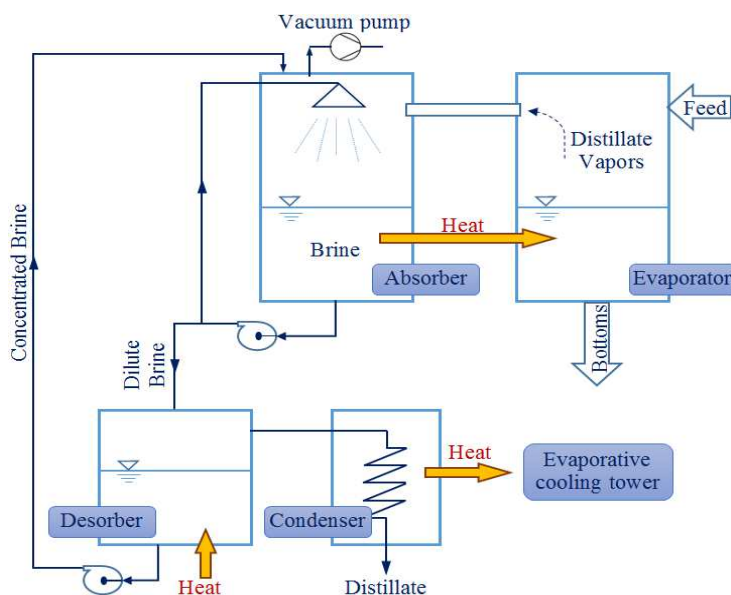 Vacuum pump
Feed
Distillate
Vapors
Concentrated Brine
Heat
Brine
Absorber
Evaporator
Dilute
Brine
Bottoms
Heat
Evaporative
cooling tower
Desorber
Condenser
Heat
Distillate